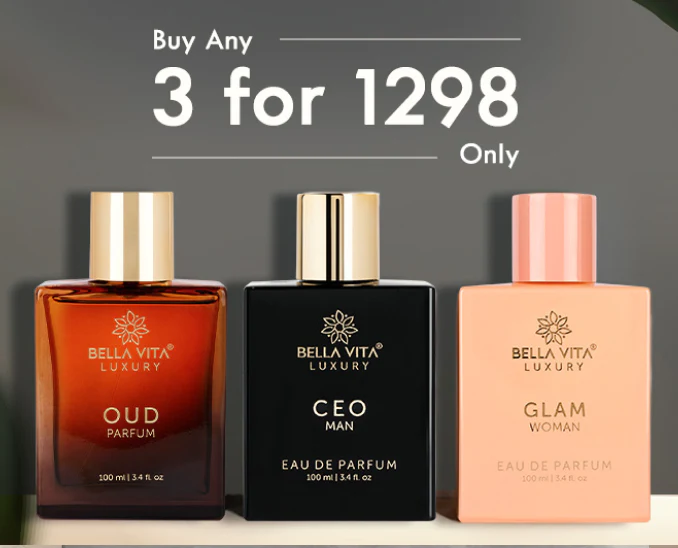 Buy Any
3 for 1298
Only
BELLA VITA®
LUXURY
OUD
PARFUM
100 ml | 3.4 fl. oz
BELLA VITA®
LUXURY
CEO
MAN
EAU DE PARFUM
100 ml | 3.4 fl. oz
BELLA VITA®
LUXURY
GLAM
WOMAN
EAU DE PARFUM
100 ml | 3.4 fl. oz